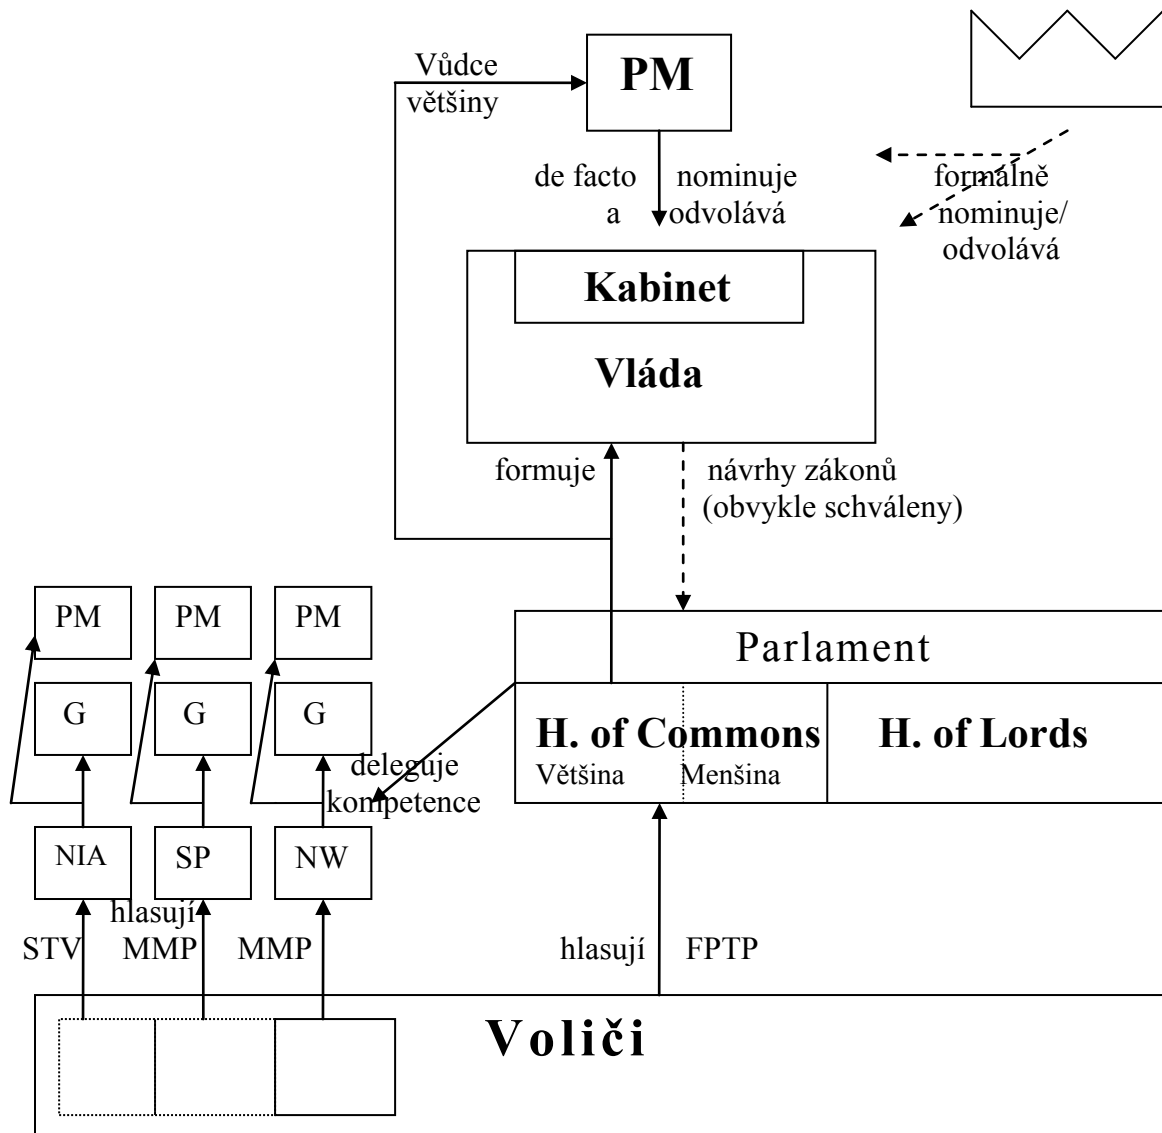 Vůdce
většiny
PM
de facto nominuje
a odvolává
formálně
nominuje/
odvolává
Kabinet
Vláda
formuje
návrhy zákonů
(obvykle schváleny)
PM PM PM
Parlament
G G G
H. of Commons
H. of Lords
Většina Menšina
deleguje
kompetence
NIA SP NW
hlasují
STV MMP MMP
hlasují FPTP
Voliči